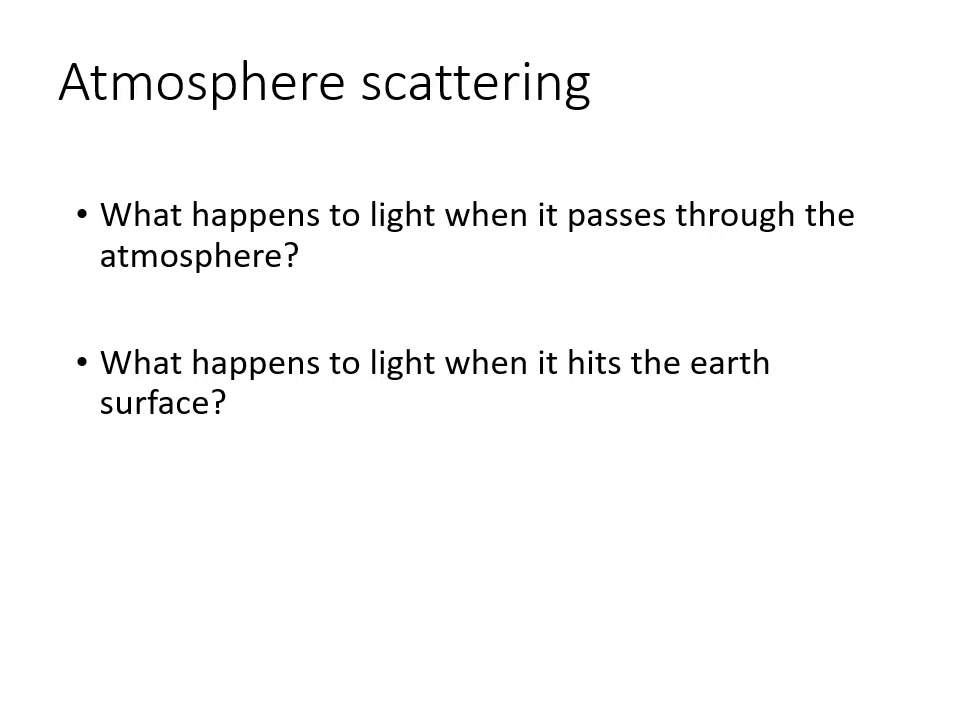 Atmosphere scattering
• What happens to light when it passes through the
atmosphere?
• What happens to light when it hits the earth
surface?